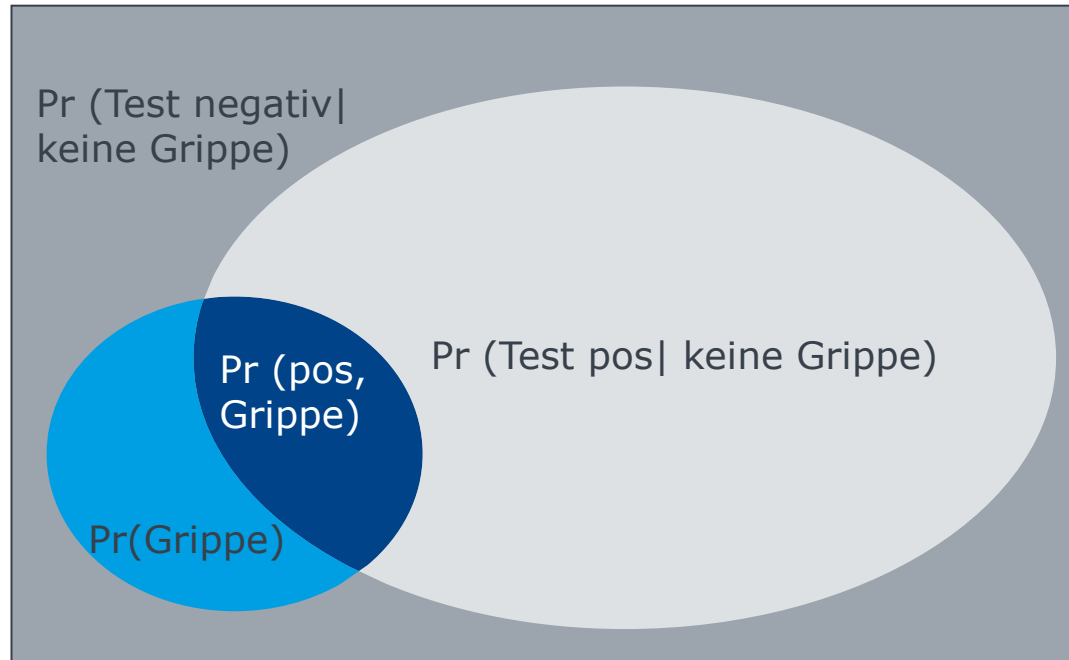 Pr (Test negativ|
keine Grippe)
Pr (pos,
Grippe)
Pr (Test pos| keine Grippe)
Pr(Grippe)